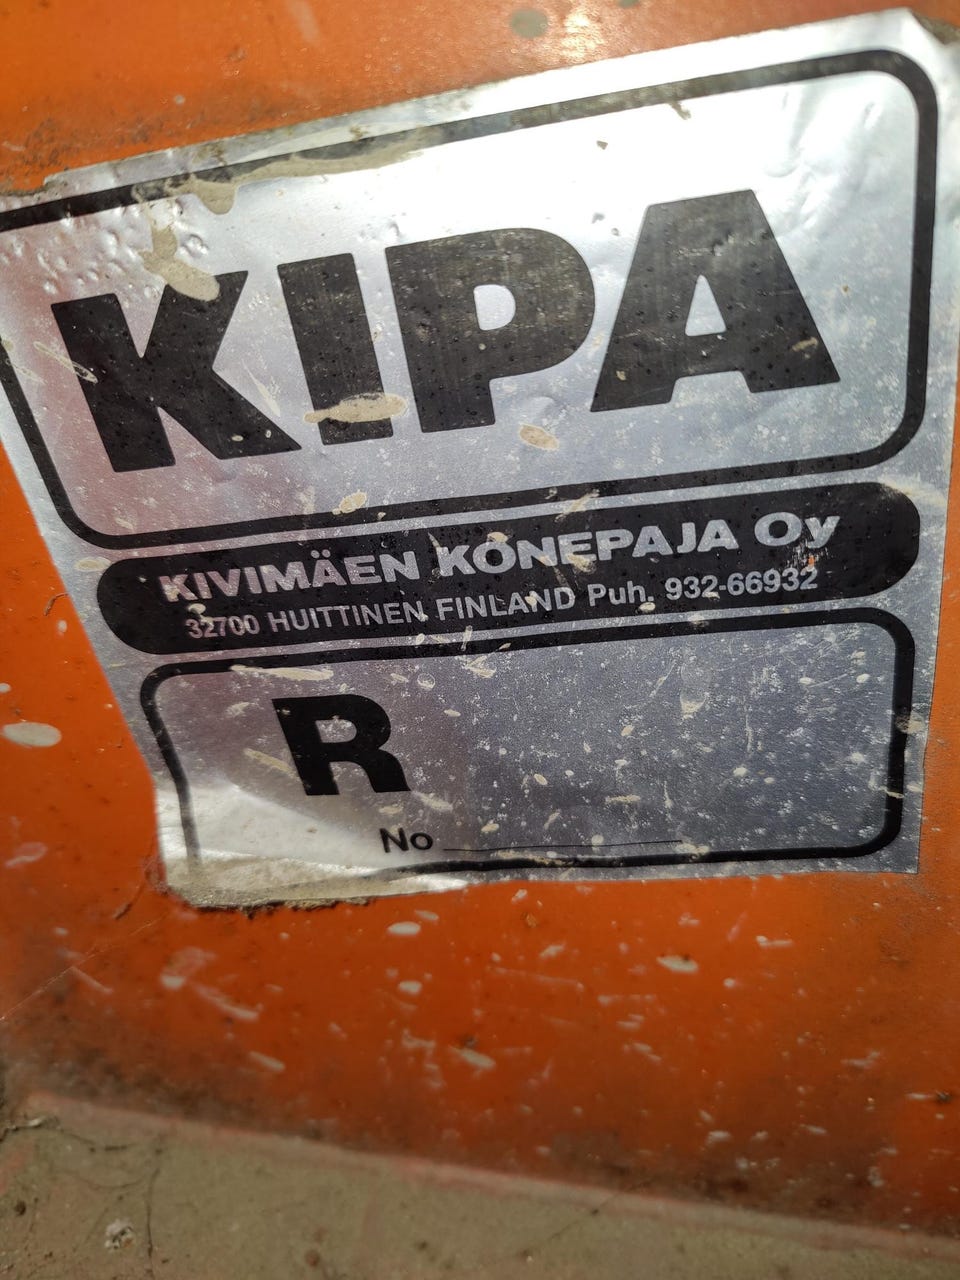 KIPA
KIVIMÄEN KONEPAJA Oy
32700 HUITTINEN FINLAND Puh. 932-66932
R
No